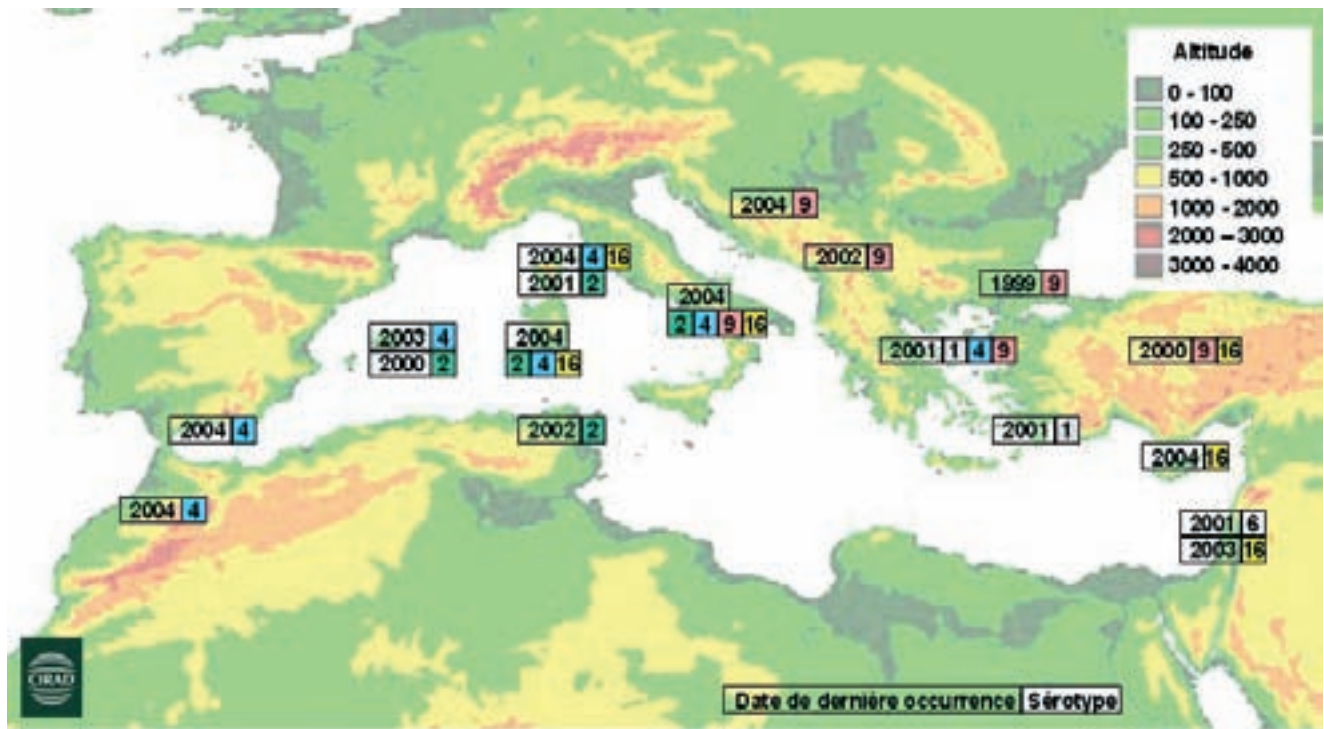 Altitude
0 - 100
100 - 250
250 - 500
500 - 1000
1000 - 2000
2000 – 3000
3000 - 4000
2004 9
2002 9
2004 4 16
2001 2
1999 9
2004
2 4 9 16
2003 4
2000 2
2004
2 4 16
2001 1 4 9
2000 9 16
2004 4
2002 2
2001 1
2004 16
2004 4
2001 6
2003 16
CIRAD
Date de dernière occurrence Sérotype